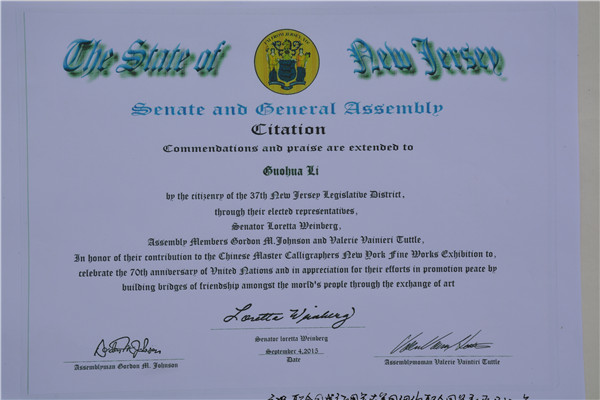 The State of New Jersey
Senate and General Assembly
Citation
Commendations and praise are extended to
Guohua Li
by the citizenry of the 37th New Jersey Legislative District,
through their elected representatives,
Senator Loretta Weinberg,
Assembly Members Gordon M.Johnson and Valerie Vainieri Tuttle,
In honor of their contribution to the Chinese Master Calligraphers New York Fine Works Exhibition to,
celebrate the 70th anniversary of United Nations and in appreciation for their efforts in promotion peace by
building bridges of friendship amongst the world's people through the exchange of art
Loretta Weinberg
Senator loretta Weinberg
September 4,2015
Date
Gordon M. Johnson
Assemblyman Gordon M. Johnson
Assemblymoman Valerie Vaintiri Tuttle